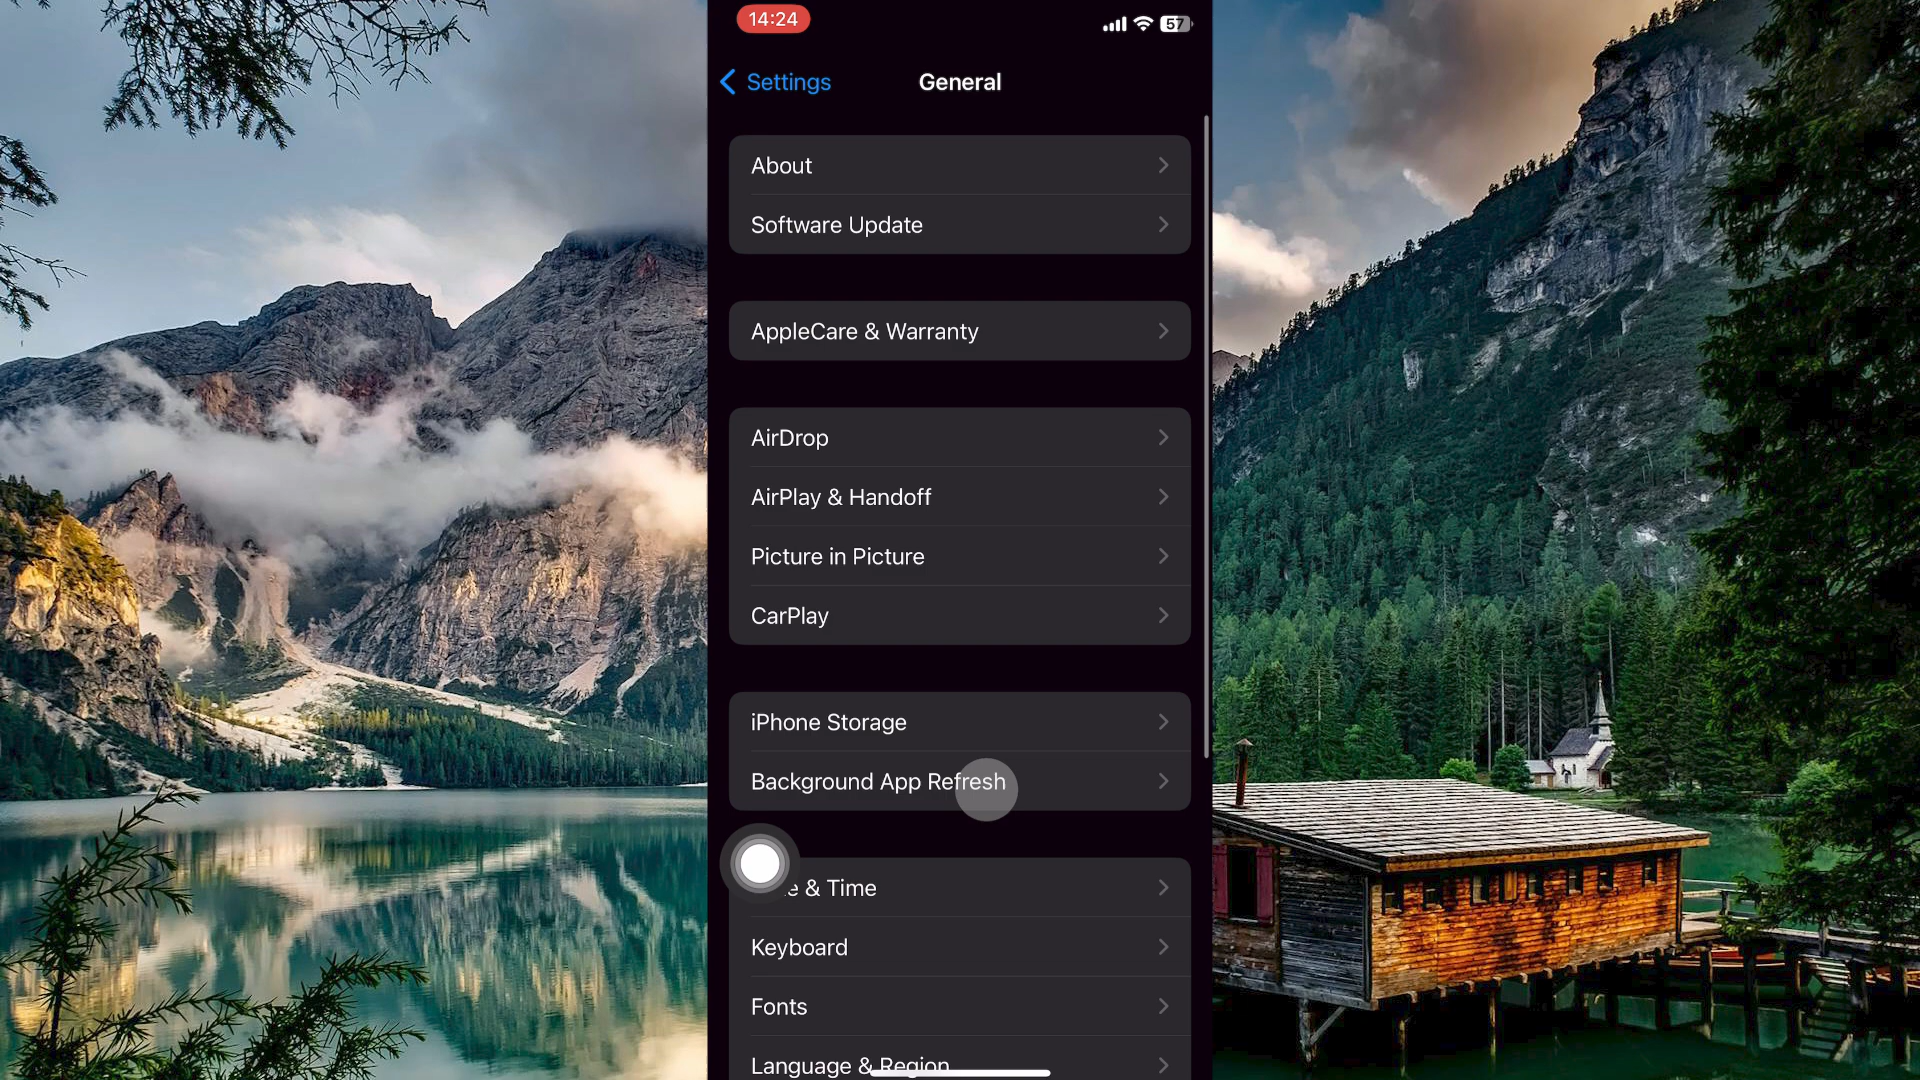 14:24
57
Settings
General
About
Software Update
AppleCare & Warranty
AirDrop
AirPlay & Handoff
Picture in Picture
CarPlay
iPhone Storage
Background App Refresh
e & Time
Keyboard
Fonts
Language & Region